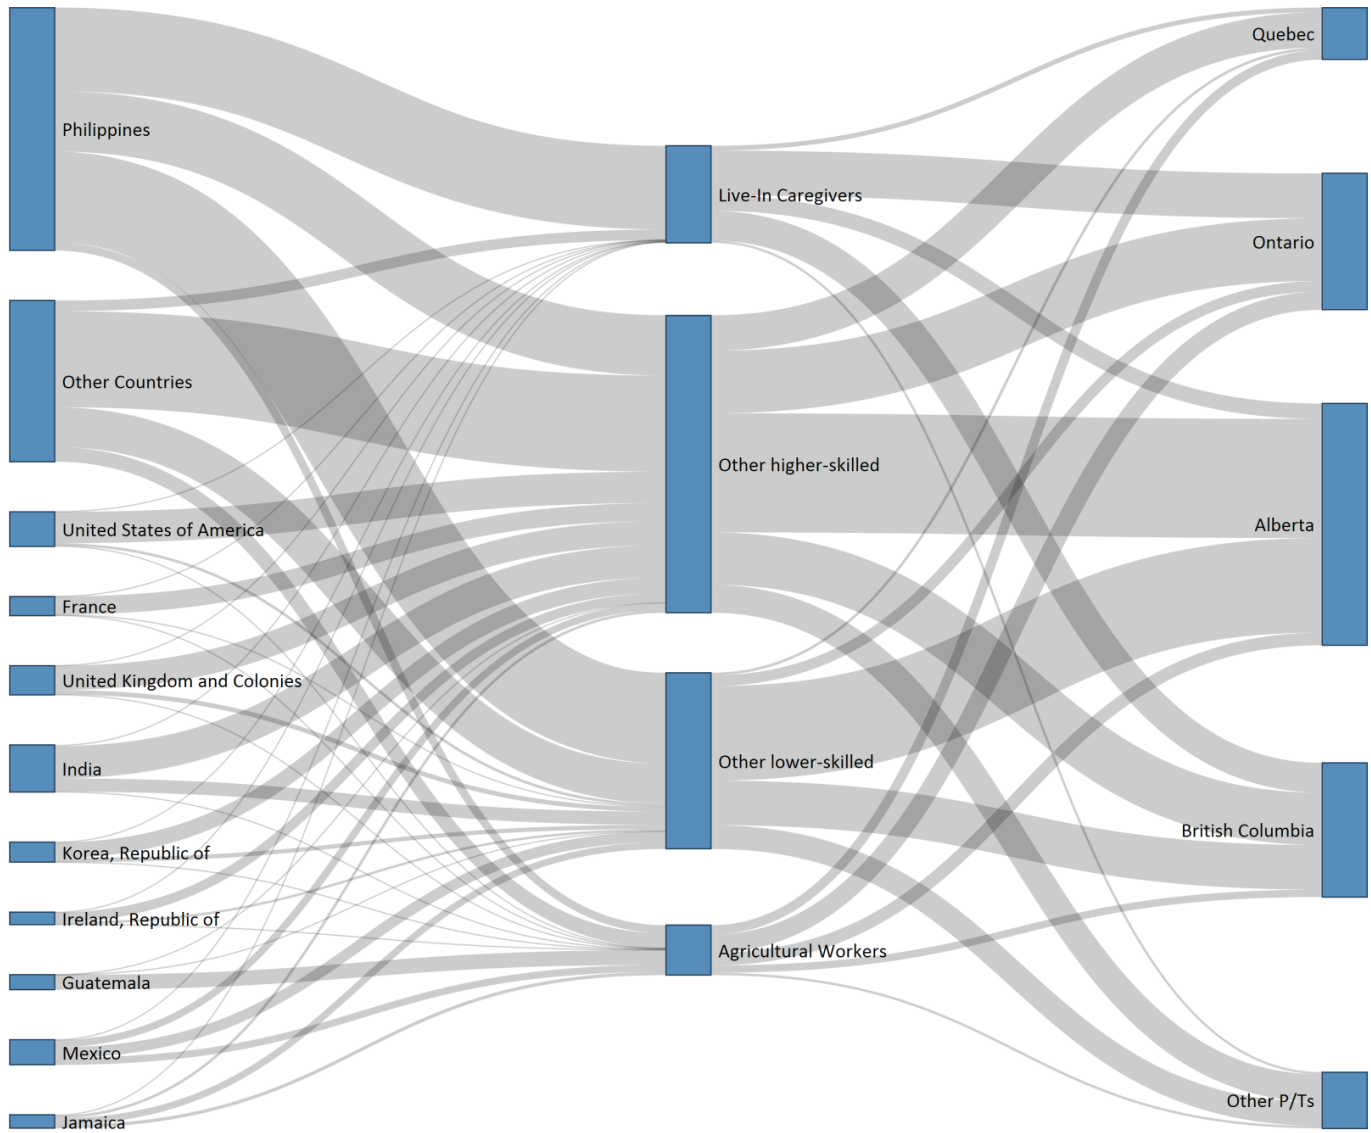 Philippines
Other Countries
United States of America
France
United Kingdom and Colonies
India
Korea, Republic of
Ireland, Republic of
Guatemala
Mexico
Jamaica
Live-In Caregivers
Other higher-skilled
Other lower-skilled
Agricultural Workers
Quebec
Ontario
Alberta
British Columbia
Other P/Ts